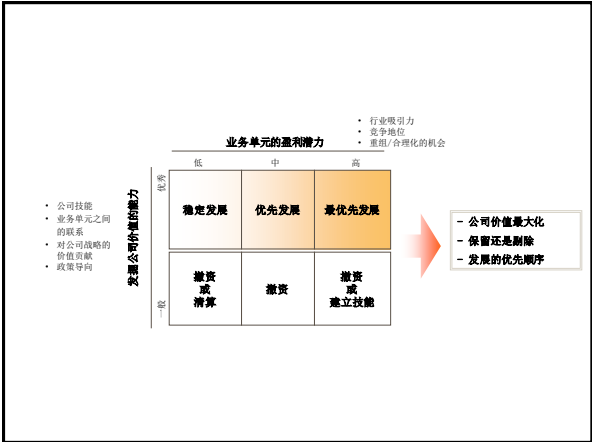 • 行业吸引力
• 竞争地位
• 重组/合理化的机会
业务单元的盈利潜力
低 中 高
发掘公司价值的能力
优秀
一般
• 公司技能
• 业务单元之间
的联系
• 对公司战略的
价值贡献
• 政策导向
稳定发展 优先发展 最优先发展
撤资
或
清算
撤资
撤资
或
建立技能
– 公司价值最大化
– 保留还是剔除
– 发展的优先顺序